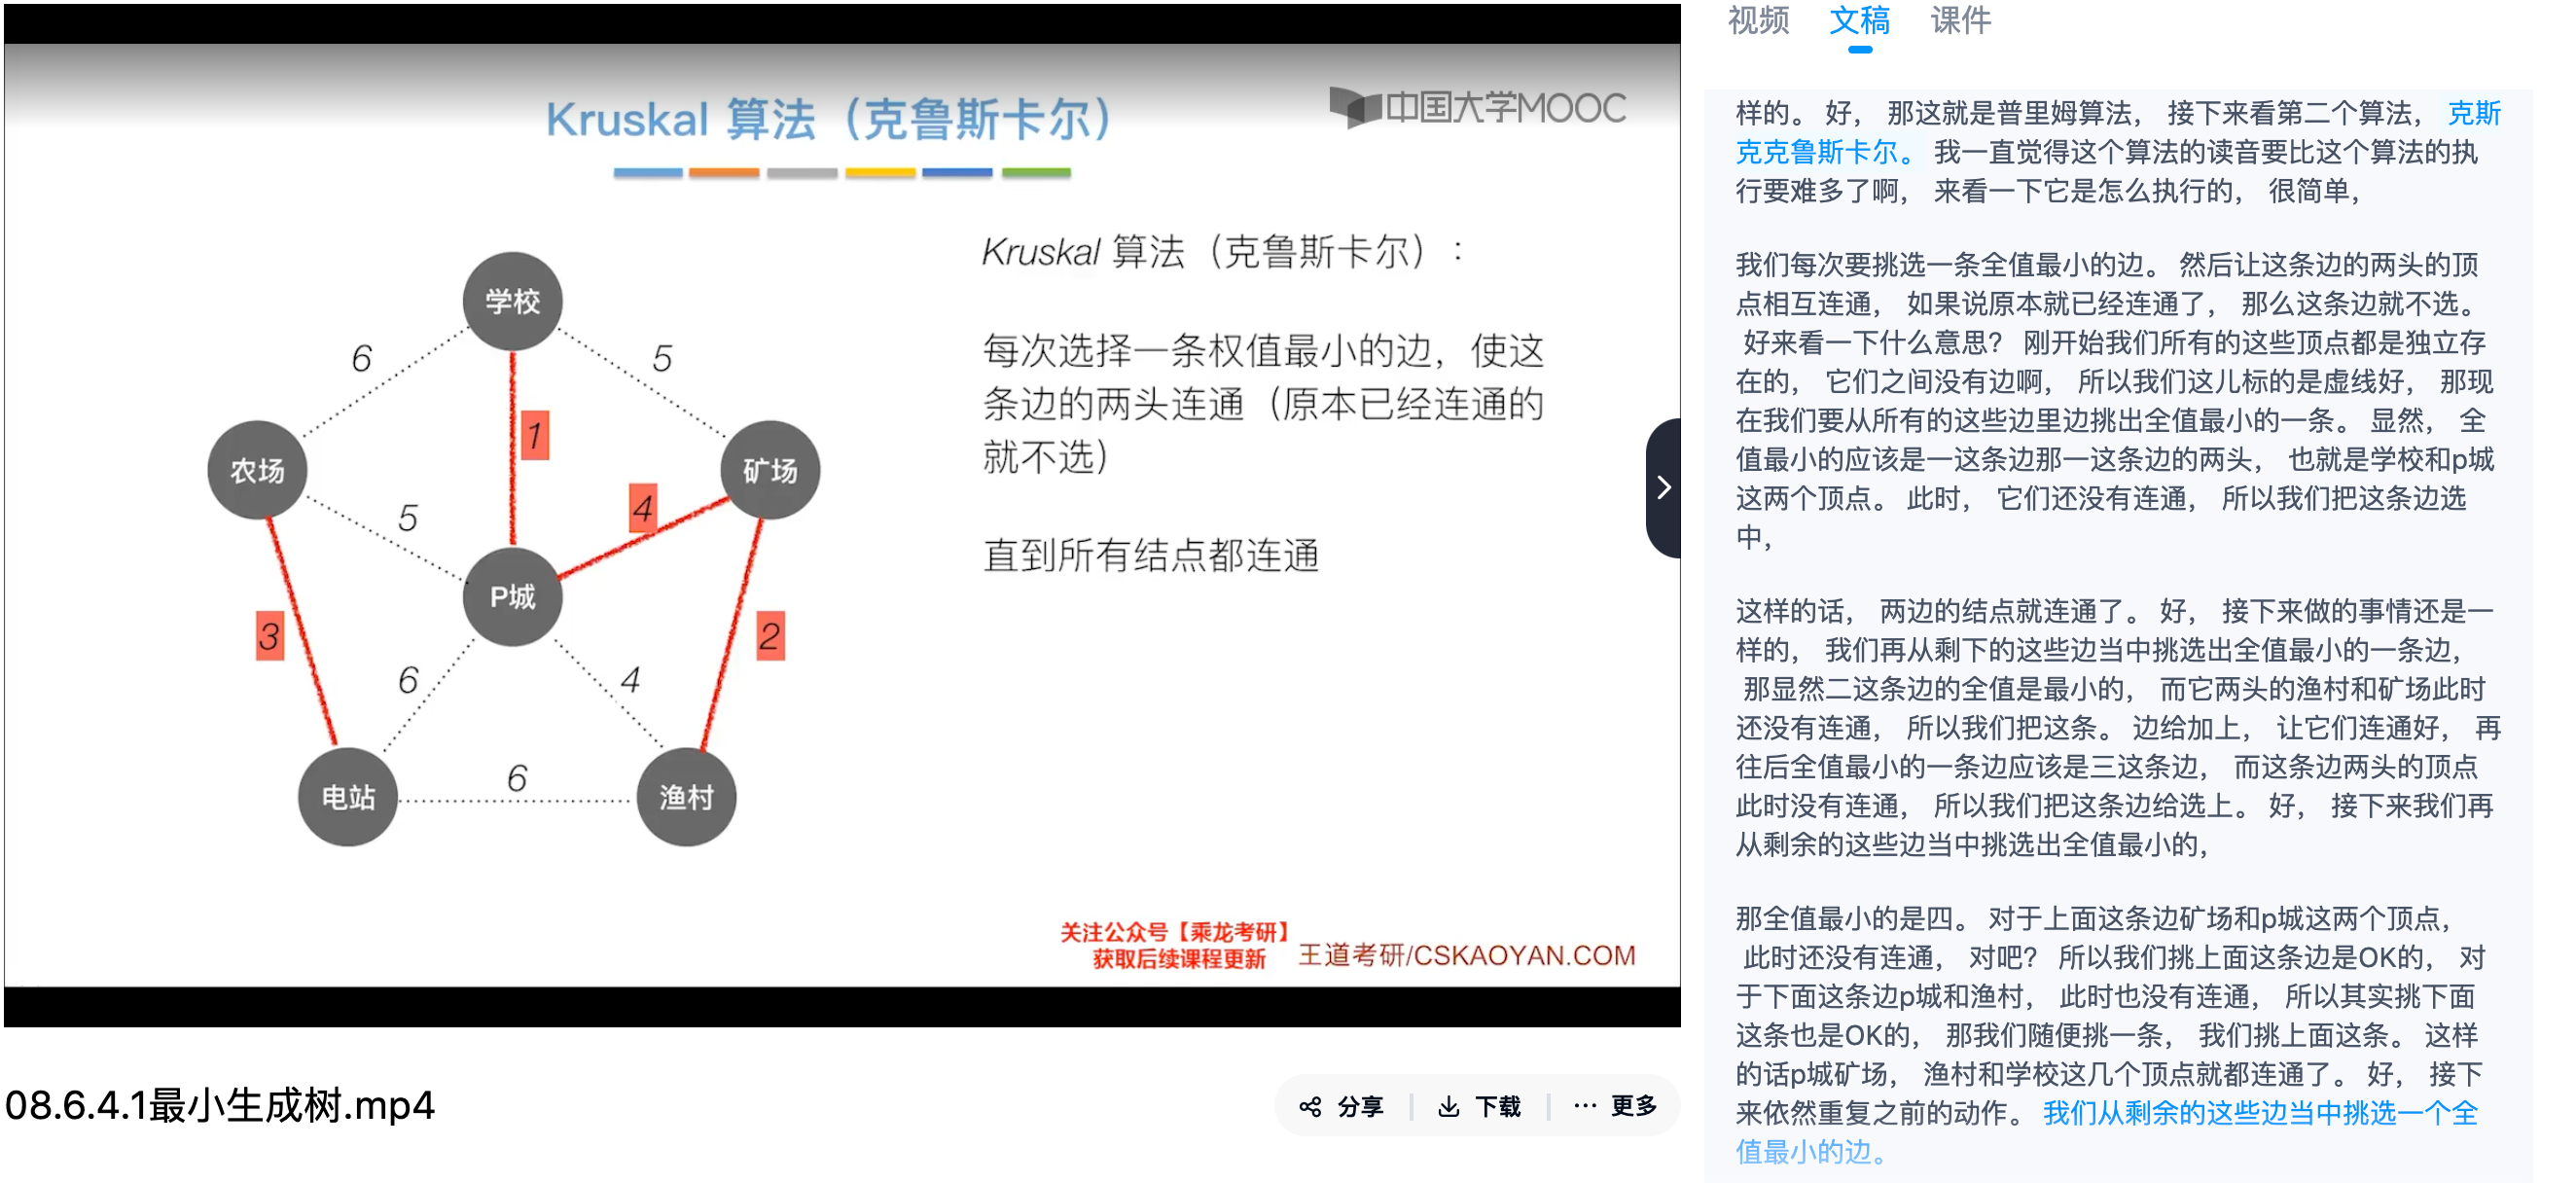 Kruskal 算法（克鲁斯卡尔）
中国大学MOOC
Kruskal 算法（克鲁斯卡尔）：
每次选择一条权值最小的边，使这
条边的两头连通（原本已经连通的
就不选）
直到所有结点都连通
学校
6
5
1
农场
矿场
5
4
P城
3
2
6
4
电站
6
渔村
关注公众号【乘龙考研】
获取后续课程更新
王道考研/CSKAOYAN.COM
08.6.4.1最小生成树.mp4
分享
下载
更多
视频 文稿 课件
样的。 好， 那这就是普里姆算法， 接下来看第二个算法， 克斯
克克鲁斯卡尔。 我一直觉得这个算法的读音要比这个算法的执
行要难多了啊， 来看一下它是怎么执行的， 很简单，
我们每次要挑选一条全值最小的边。 然后让这条边的两头的顶
点相互连通， 如果说原本就已经连通了， 那么这条边就不选。
好来看一下什么意思？ 刚开始我们所有的这些顶点都是独立存
在的， 它们之间没有边啊， 所以我们这儿标的是虚线好， 那现
在我们要从所有的这些边里边挑出全值最小的一条。 显然， 全
值最小的应该是一这条边那一这条边的两头， 也就是学校和p城
这两个顶点。 此时， 它们还没有连通， 所以我们把这条边选
中，
这样的话， 两边的结点就连通了。 好， 接下来做的事情还是一
样的， 我们再从剩下的这些边当中挑选出全值最小的一条边，
那显然二这条边的全值是最小的， 而它两头的渔村和矿场此时
还没有连通， 所以我们把这条。 边给加上， 让它们连通好， 再
往后全值最小的一条边应该是三这条边， 而这条边两头的顶点
此时没有连通， 所以我们把这条边给选上。 好， 接下来我们再
从剩余的这些边当中挑选出全值最小的，
那全值最小的是四。 对于上面这条边矿场和p城这两个顶点，
此时还没有连通， 对吧？ 所以我们挑上面这条边是OK的， 对
于下面这条边p城和渔村， 此时也没有连通， 所以其实挑下面
这条也是OK的， 那我们随便挑一条， 我们挑上面这条。 这样
的话p城矿场， 渔村和学校这几个顶点就都连通了。 好， 接下
来依然重复之前的动作。 我们从剩余的这些边当中挑选一个全
值最小的边。